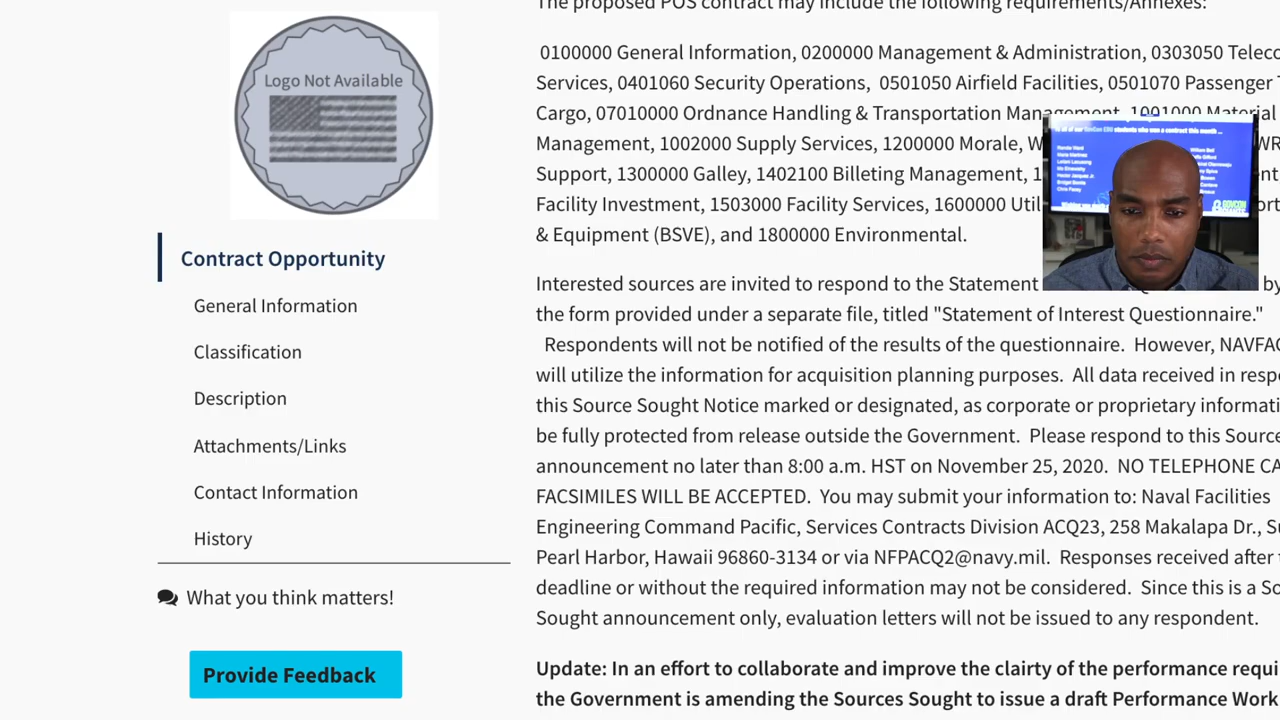 Logo Not Available
Contract Opportunity
General Information
Classification
Description
Attachments/Links
Contact Information
History
What you think matters!
Provide Feedback
The proposed POS contract may include the following requirements/Annexes:
0100000 General Information, 0200000 Management & Administration, 0303050 Teleco
Services, 0401060 Security Operations, 0501050 Airfield Facilities, 0501070 Passenger T
Cargo, 07010000 Ordnance Handling & Transportation Management, 1001000 Material
Management, 1002000 Supply Services, 1200000 Morale, W WR
Support, 1300000 Galley, 1402100 Billeting Management, 1 ent
Facility Investment, 1503000 Facility Services, 1600000 Util ort
& Equipment (BSVE), and 1800000 Environmental.
Interested sources are invited to respond to the Statement by
the form provided under a separate file, titled "Statement of Interest Questionnaire."
Respondents will not be notified of the results of the questionnaire. However, NAVFAC
will utilize the information for acquisition planning purposes. All data received in resp
this Source Sought Notice marked or designated, as corporate or proprietary informati
be fully protected from release outside the Government. Please respond to this Source
announcement no later than 8:00 a.m. HST on November 25, 2020. NO TELEPHONE CA
FACSIMILES WILL BE ACCEPTED. You may submit your information to: Naval Facilities
Engineering Command Pacific, Services Contracts Division ACQ23, 258 Makalapa Dr., Su
Pearl Harbor, Hawaii 96860-3134 or via NFPACQ2@navy.mil. Responses received after t
deadline or without the required information may not be considered. Since this is a So
Sought announcement only, evaluation letters will not be issued to any respondent.
Update: In an effort to collaborate and improve the clairty of the performance requi
the Government is amending the Sources Sought to issue a draft Performance Work